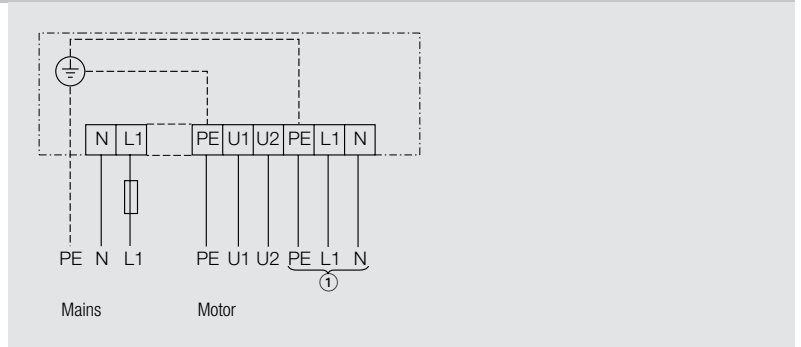 N L1 PE U1 U2 PE L1 N
PE N L1 PE U1 U2 PE L1 N
1
Mains Motor